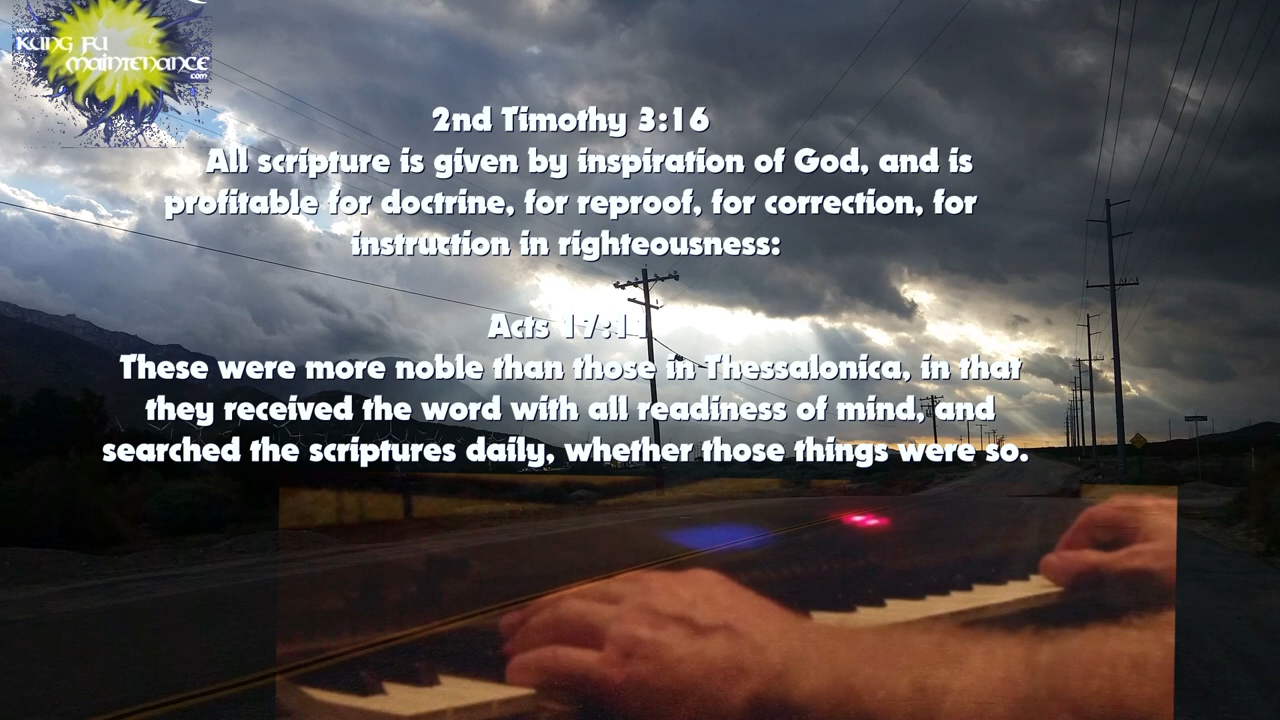 www.
Kung Fu
Maintenance
.com
2nd Timothy 3:16
All scripture is given by inspiration of God, and is
profitable for doctrine, for reproof, for correction, for
instruction in righteousness:
Acts 17:11
These were more noble than those in Thessalonica, in that
they received the word with all readiness of mind, and
searched the scriptures daily, whether those things were so.